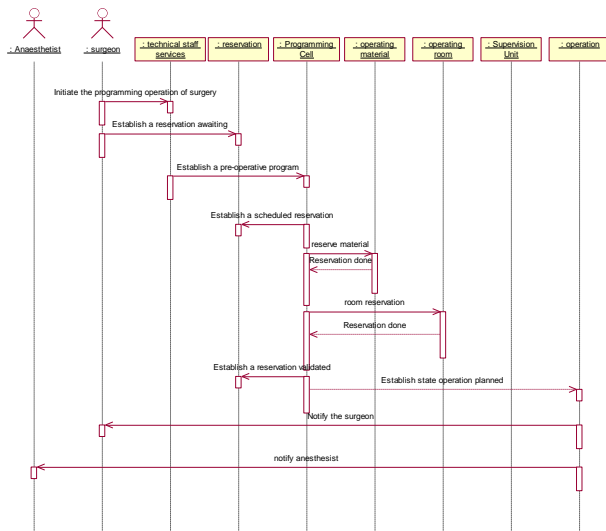 : Anaesthetist
: surgeon
: technical staff
services
: reservation
: Programming
Cell
: operating
material
: operating
room
: Supervision
Unit
: operation
Initiate the programming operation of surgery
Establish a reservation awaiting
Establish a pre-operative program
Establish a scheduled reservation
reserve material
Reservation done
room reservation
Reservation done
Establish a reservation validated
Establish state operation planned
Notify the surgeon
notify anesthesist